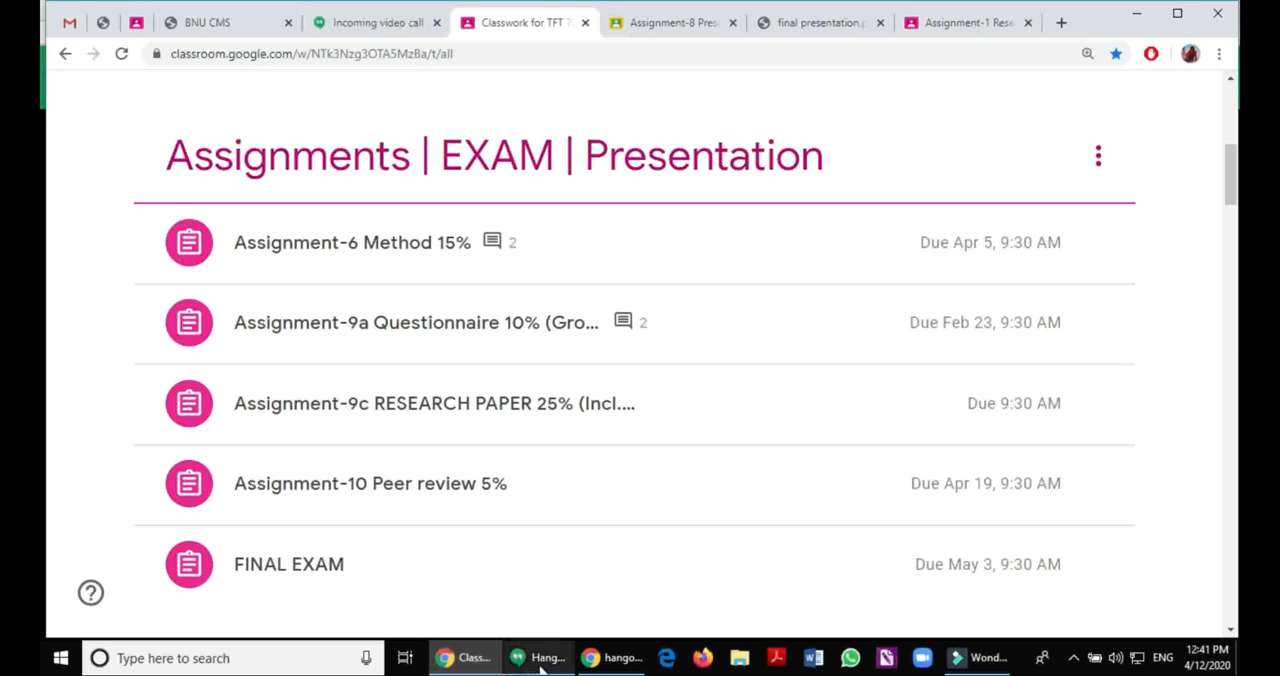 BNU CMS
Incoming video call
Classwork for TFT
Assignment-8 Pres
final presentation.p
Assignment-1 Rese
classroom.google.com/w/NTk3Nzg3OTA5MzBa/t/all
Assignments | EXAM | Presentation
Assignment-6 Method 15% 2 Due Apr 5, 9:30 AM
Assignment-9a Questionnaire 10% (Gro... 2 Due Feb 23, 9:30 AM
Assignment-9c RESEARCH PAPER 25% (Incl.... Due 9:30 AM
Assignment-10 Peer review 5% Due Apr 19, 9:30 AM
FINAL EXAM Due May 3, 9:30 AM
Type here to search
Class...
Hang...
hango...
Wond...
ENG
12:41 PM
4/12/2020